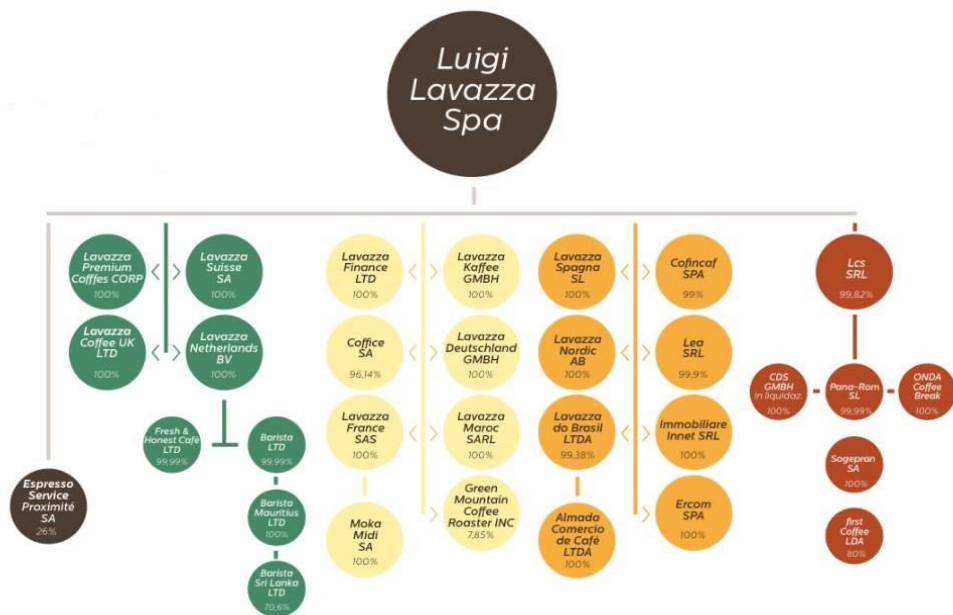 Luigi
Lavazza
Spa
Lavazza
Premium
Cofffes CORP
100%
Lavazza
Suisse
SA
100%
Lavazza
Coffee UK
LTD
100%
Lavazza
Netherlands
BV
100%
Fresh &
Honest Café
LTD
99,99%
Barista
LTD
99,99%
Barista
Mauritius
LTD
100%
Barista
Sri Lanka
LTD
70,6%
Espresso
Service
Proximité
SA
26%
Lavazza
Finance
LTD
100%
Lavazza
Kaffee
GMBH
100%
Coffice
SA
96,14%
Lavazza
Deutschland
GMBH
100%
Lavazza
France
SAS
100%
Lavazza
Maroc
SARL
100%
Moka
Midi
SA
100%
Green
Mountain
Coffee
Roaster INC
7,85%
Lavazza
Spagna
SL
100%
Cofincaf
SPA
99%
Lavazza
Nordic
AB
100%
Lea
SRL
99,9%
Lavazza
do Brasil
LTDA
99,38%
Immobiliare
Innet SRL
100%
Almada
Comercio
de Café
LTDA
100%
Ercom
SPA
100%
Lcs
SRL
99,82%
CDS
GMBH
in liquidaz.
100%
Pana-Rom
SL
99,99%
ONDA
Coffee
Break
100%
Sogepran
SA
100%
first
Coffee
LDA
80%